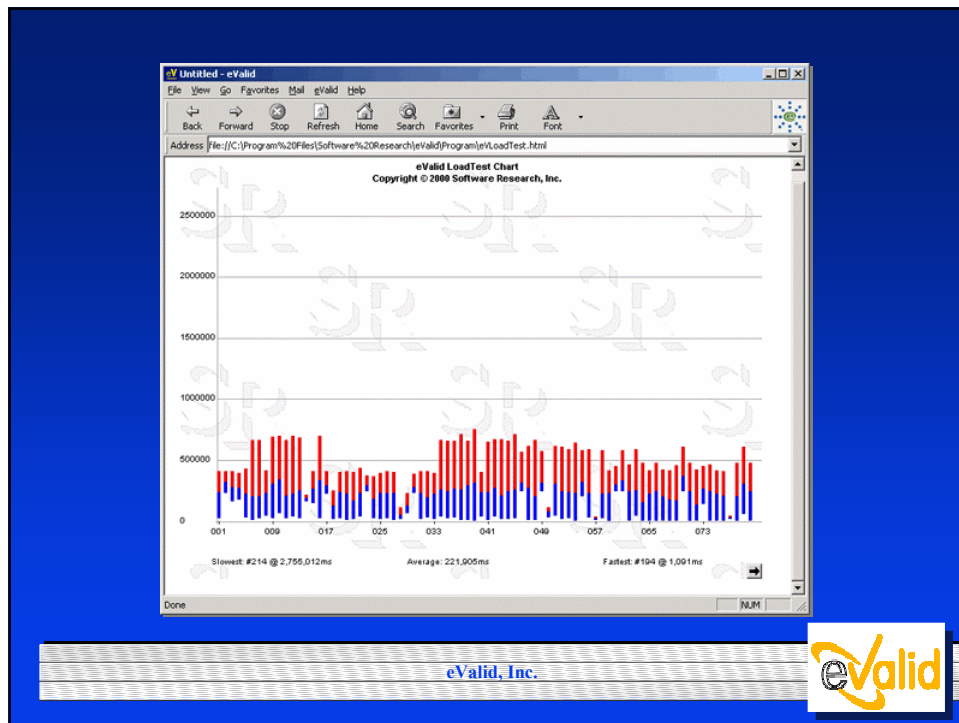 Untitled - eValid
File View Go Favorites Mail eValid Help
Back Forward Stop Refresh Home Search Favorites Print Font
Address file://C:\Program%20Files\Software%20Research\eValid\Program\eVLoadTest.html
eValid LoadTest Chart
Copyright © 2000 Software Research, Inc.
2500000
2000000
1500000
1000000
500000
0
001 009 017 025 033 041 049 057 065 073
Slowest: #214 @ 2,755,012ms Average: 221,905ms Fastest: #194 @ 1,091ms
Done NUM
eValid, Inc.
eValid